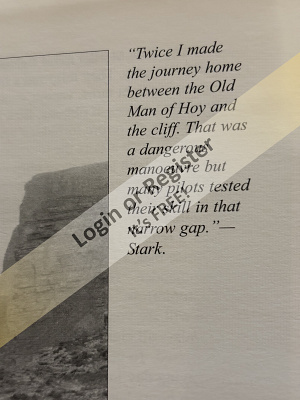 “Twice I made
the journey home
between the Old
Man of Hoy and
the cliff. That was
a dangerous
manoeuvre but
many pilots tested
their skill in that
narrow gap.”—
Stark.
Login or Register
It's FREE!